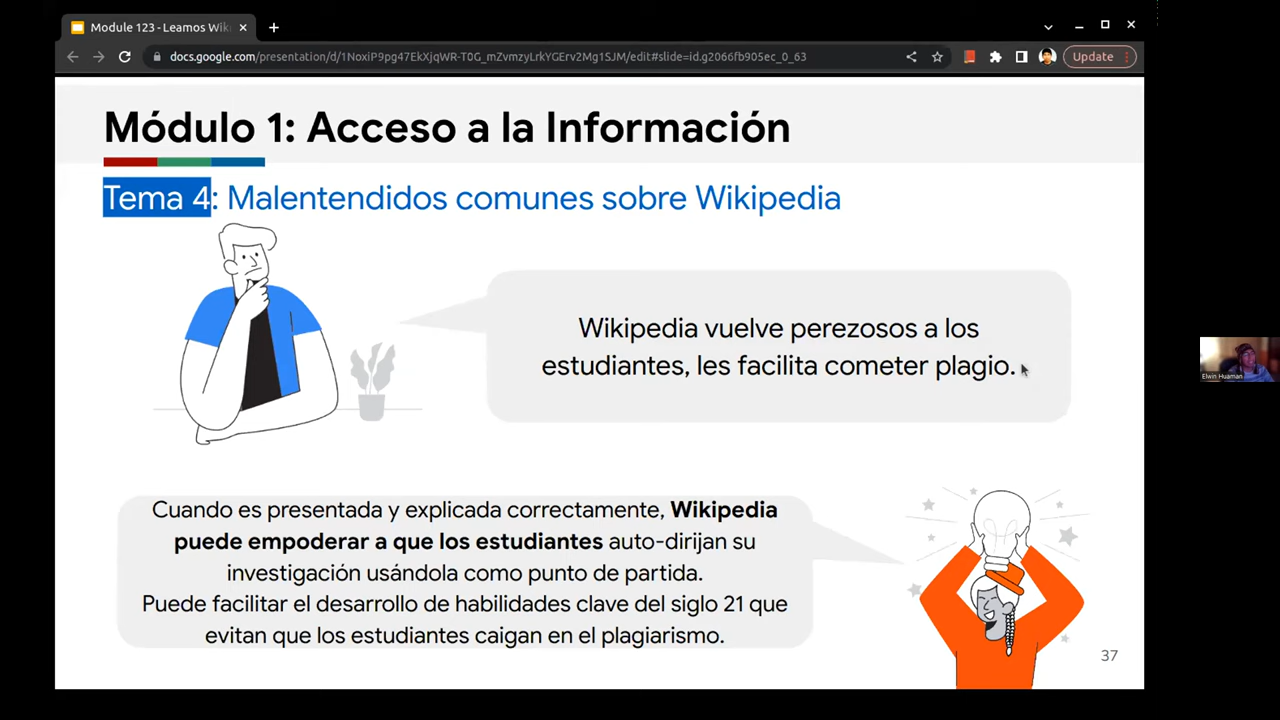 Module 123 - Leamos Wiki
docs.google.com/presentation/d/1NoxiP9pg47EkXjqWR-T0G_mZvmzyLrkYGErv2Mg1SJM/edit#slide=id.g2066fb905ec_0_63
Update
Módulo 1: Acceso a la Información
Tema 4: Malentendidos comunes sobre Wikipedia
Wikipedia vuelve perezosos a los
estudiantes, les facilita cometer plagio.
Elwin Huaman
Cuando es presentada y explicada correctamente, Wikipedia
puede empoderar a que los estudiantes auto-dirijan su
investigación usándola como punto de partida.
Puede facilitar el desarrollo de habilidades clave del siglo 21 que
evitan que los estudiantes caigan en el plagiarismo.
37